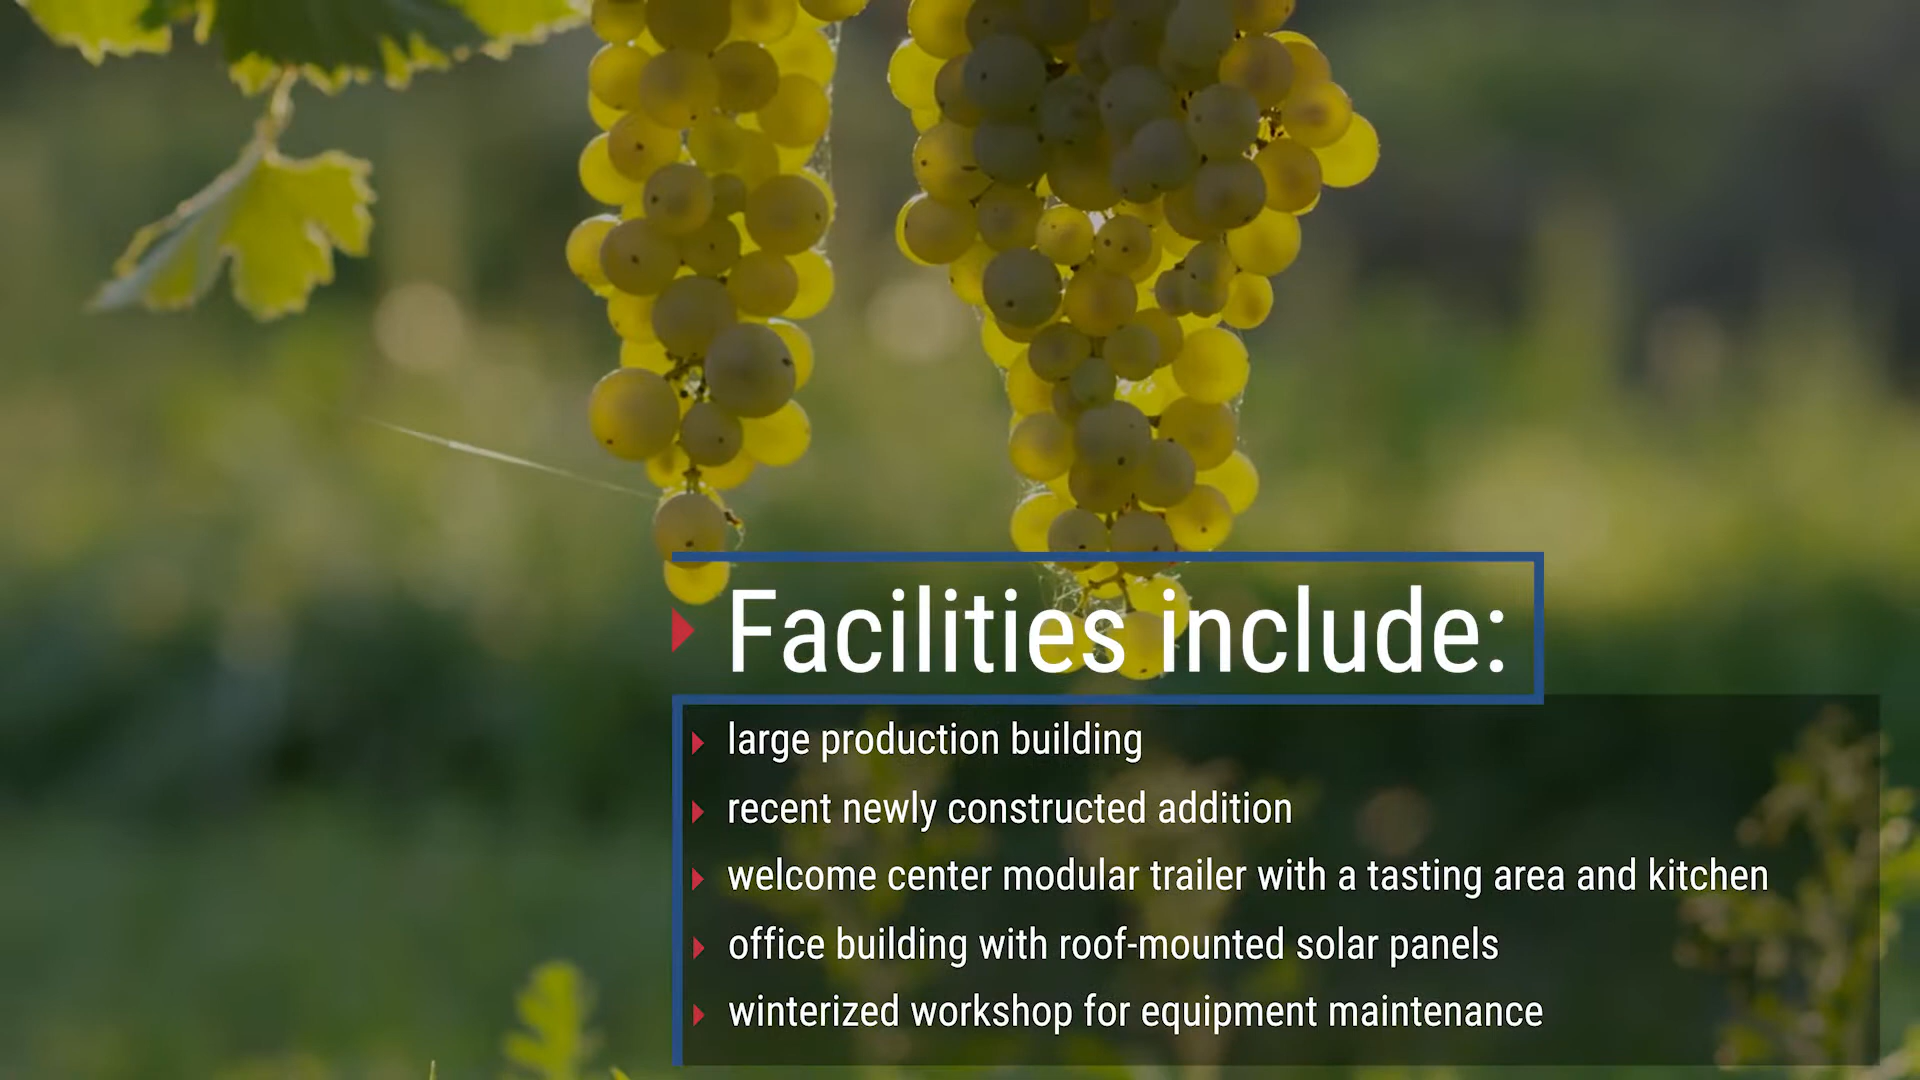 Facilities include:
large production building
recent newly constructed addition
welcome center modular trailer with a tasting area and kitchen
office building with roof-mounted solar panels
winterized workshop for equipment maintenance